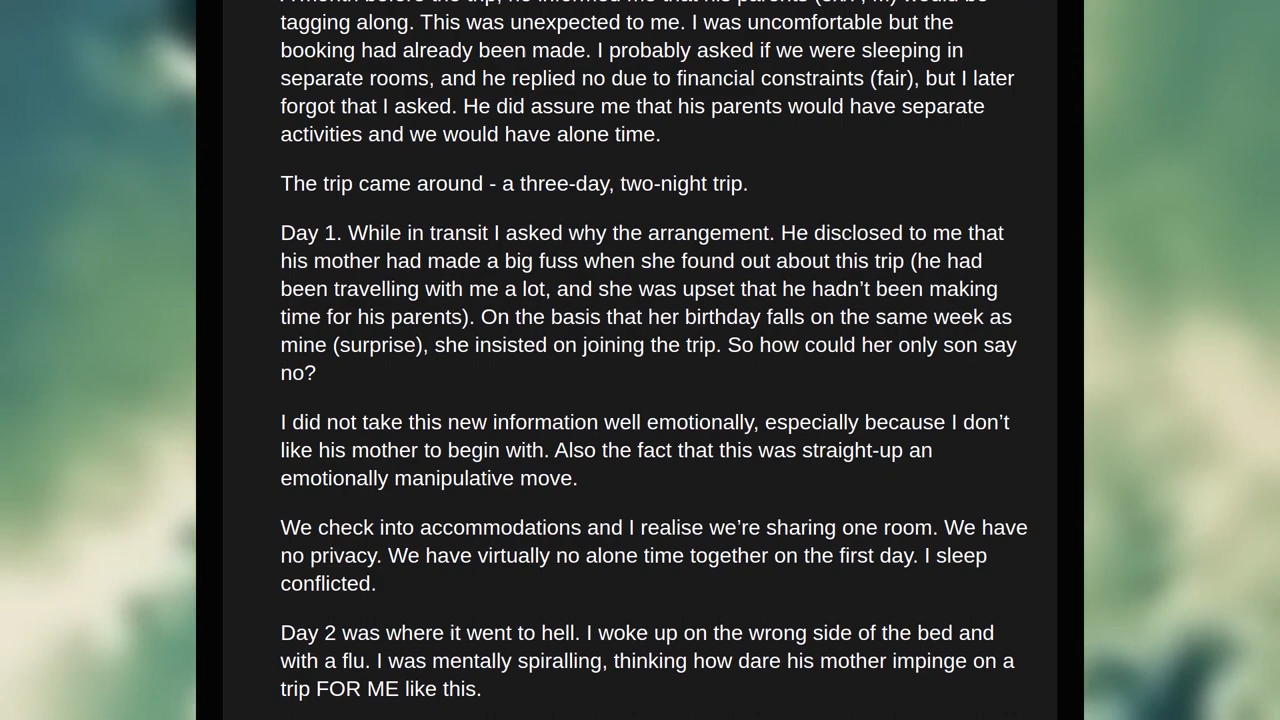 tagging along. This was unexpected to me. I was uncomfortable but the
booking had already been made. I probably asked if we were sleeping in
separate rooms, and he replied no due to financial constraints (fair), but I later
forgot that I asked. He did assure me that his parents would have separate
activities and we would have alone time.
The trip came around - a three-day, two-night trip.
Day 1. While in transit I asked why the arrangement. He disclosed to me that
his mother had made a big fuss when she found out about this trip (he had
been travelling with me a lot, and she was upset that he hadn’t been making
time for his parents). On the basis that her birthday falls on the same week as
mine (surprise), she insisted on joining the trip. So how could her only son say
no?
I did not take this new information well emotionally, especially because I don’t
like his mother to begin with. Also the fact that this was straight-up an
emotionally manipulative move.
We check into accommodations and I realise we’re sharing one room. We have
no privacy. We have virtually no alone time together on the first day. I sleep
conflicted.
Day 2 was where it went to hell. I woke up on the wrong side of the bed and
with a flu. I was mentally spiralling, thinking how dare his mother impinge on a
trip FOR ME like this.